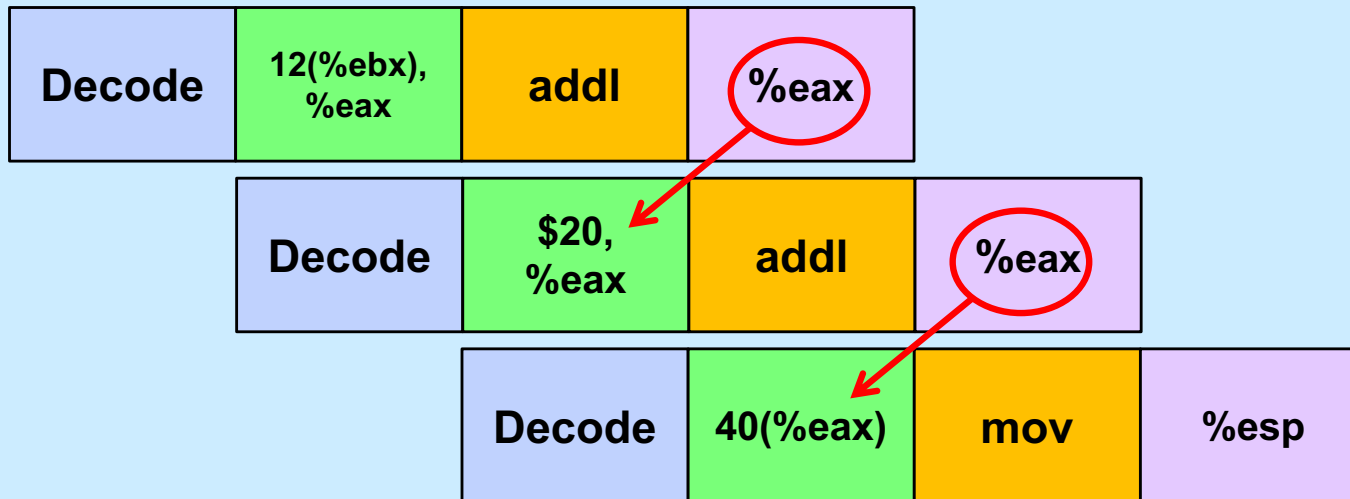 Decode
12(%ebx),
%eax
addl
%eax
Decode
$20,
%eax
addl
%eax
Decode
40(%eax)
mov
%esp